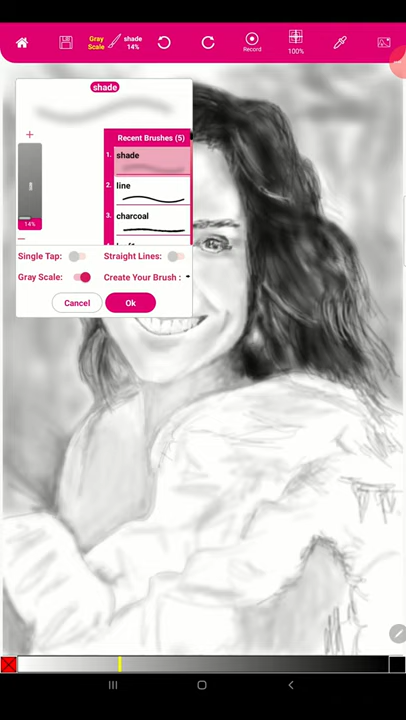 Gray
Scale
shade
14%
Record
100%
shade
Recent Brushes (5)
1. shade
2. line
3. charcoal
14%
Single Tap:
Straight Lines:
Gray Scale:
Create Your Brush :
Cancel
Ok